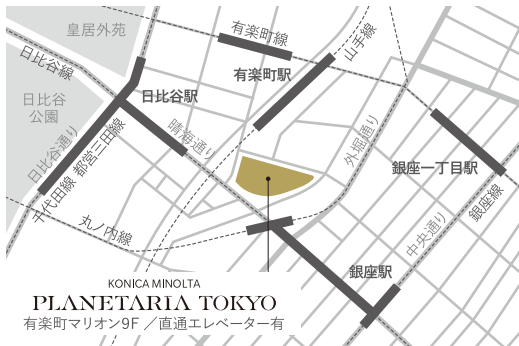 皇居外苑
有楽町線
山手線
日比谷線
有楽町駅
日比谷
公園
日比谷駅
晴海通り
外堀通り
日比谷通り
都営三田線
千代田線
銀座一丁目駅
銀座線
丸ノ内線
中央通り
銀座駅
KONICA MINOLTA
PLANETARIA TOKYO
有楽町マリオン9F ／直通エレベーター有